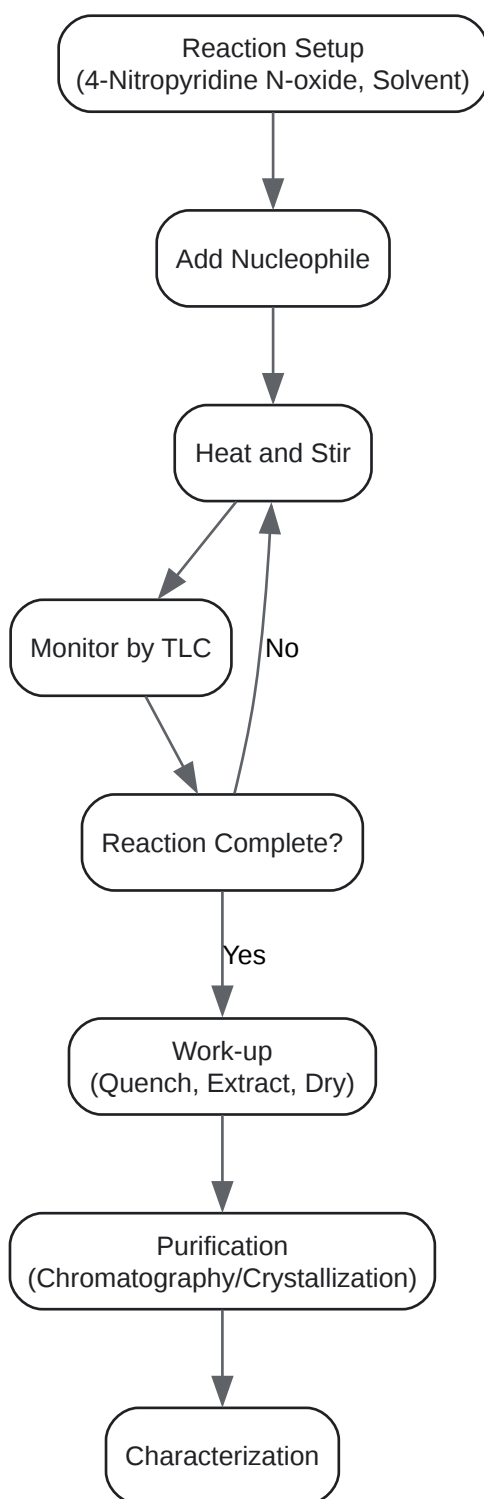 Reaction Setup
(4-Nitropyridine N-oxide, Solvent)
Add Nucleophile
Heat and Stir
Monitor by TLC
No
Reaction Complete?
Yes
Work-up
(Quench, Extract, Dry)
Purification
(Chromatography/Crystallization)
Characterization